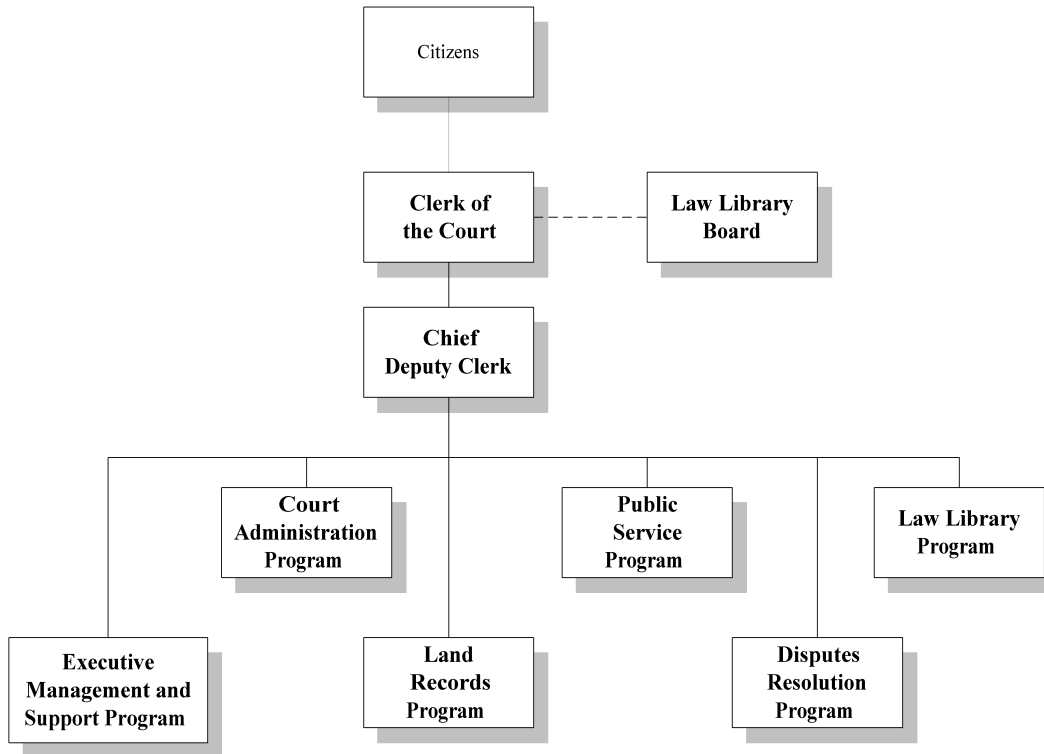 Citizens
Clerk of
the Court
Law Library
Board
Chief
Deputy Clerk
Court
Administration
Program
Public
Service
Program
Law Library
Program
Executive
Management and
Support Program
Land
Records
Program
Disputes
Resolution
Program